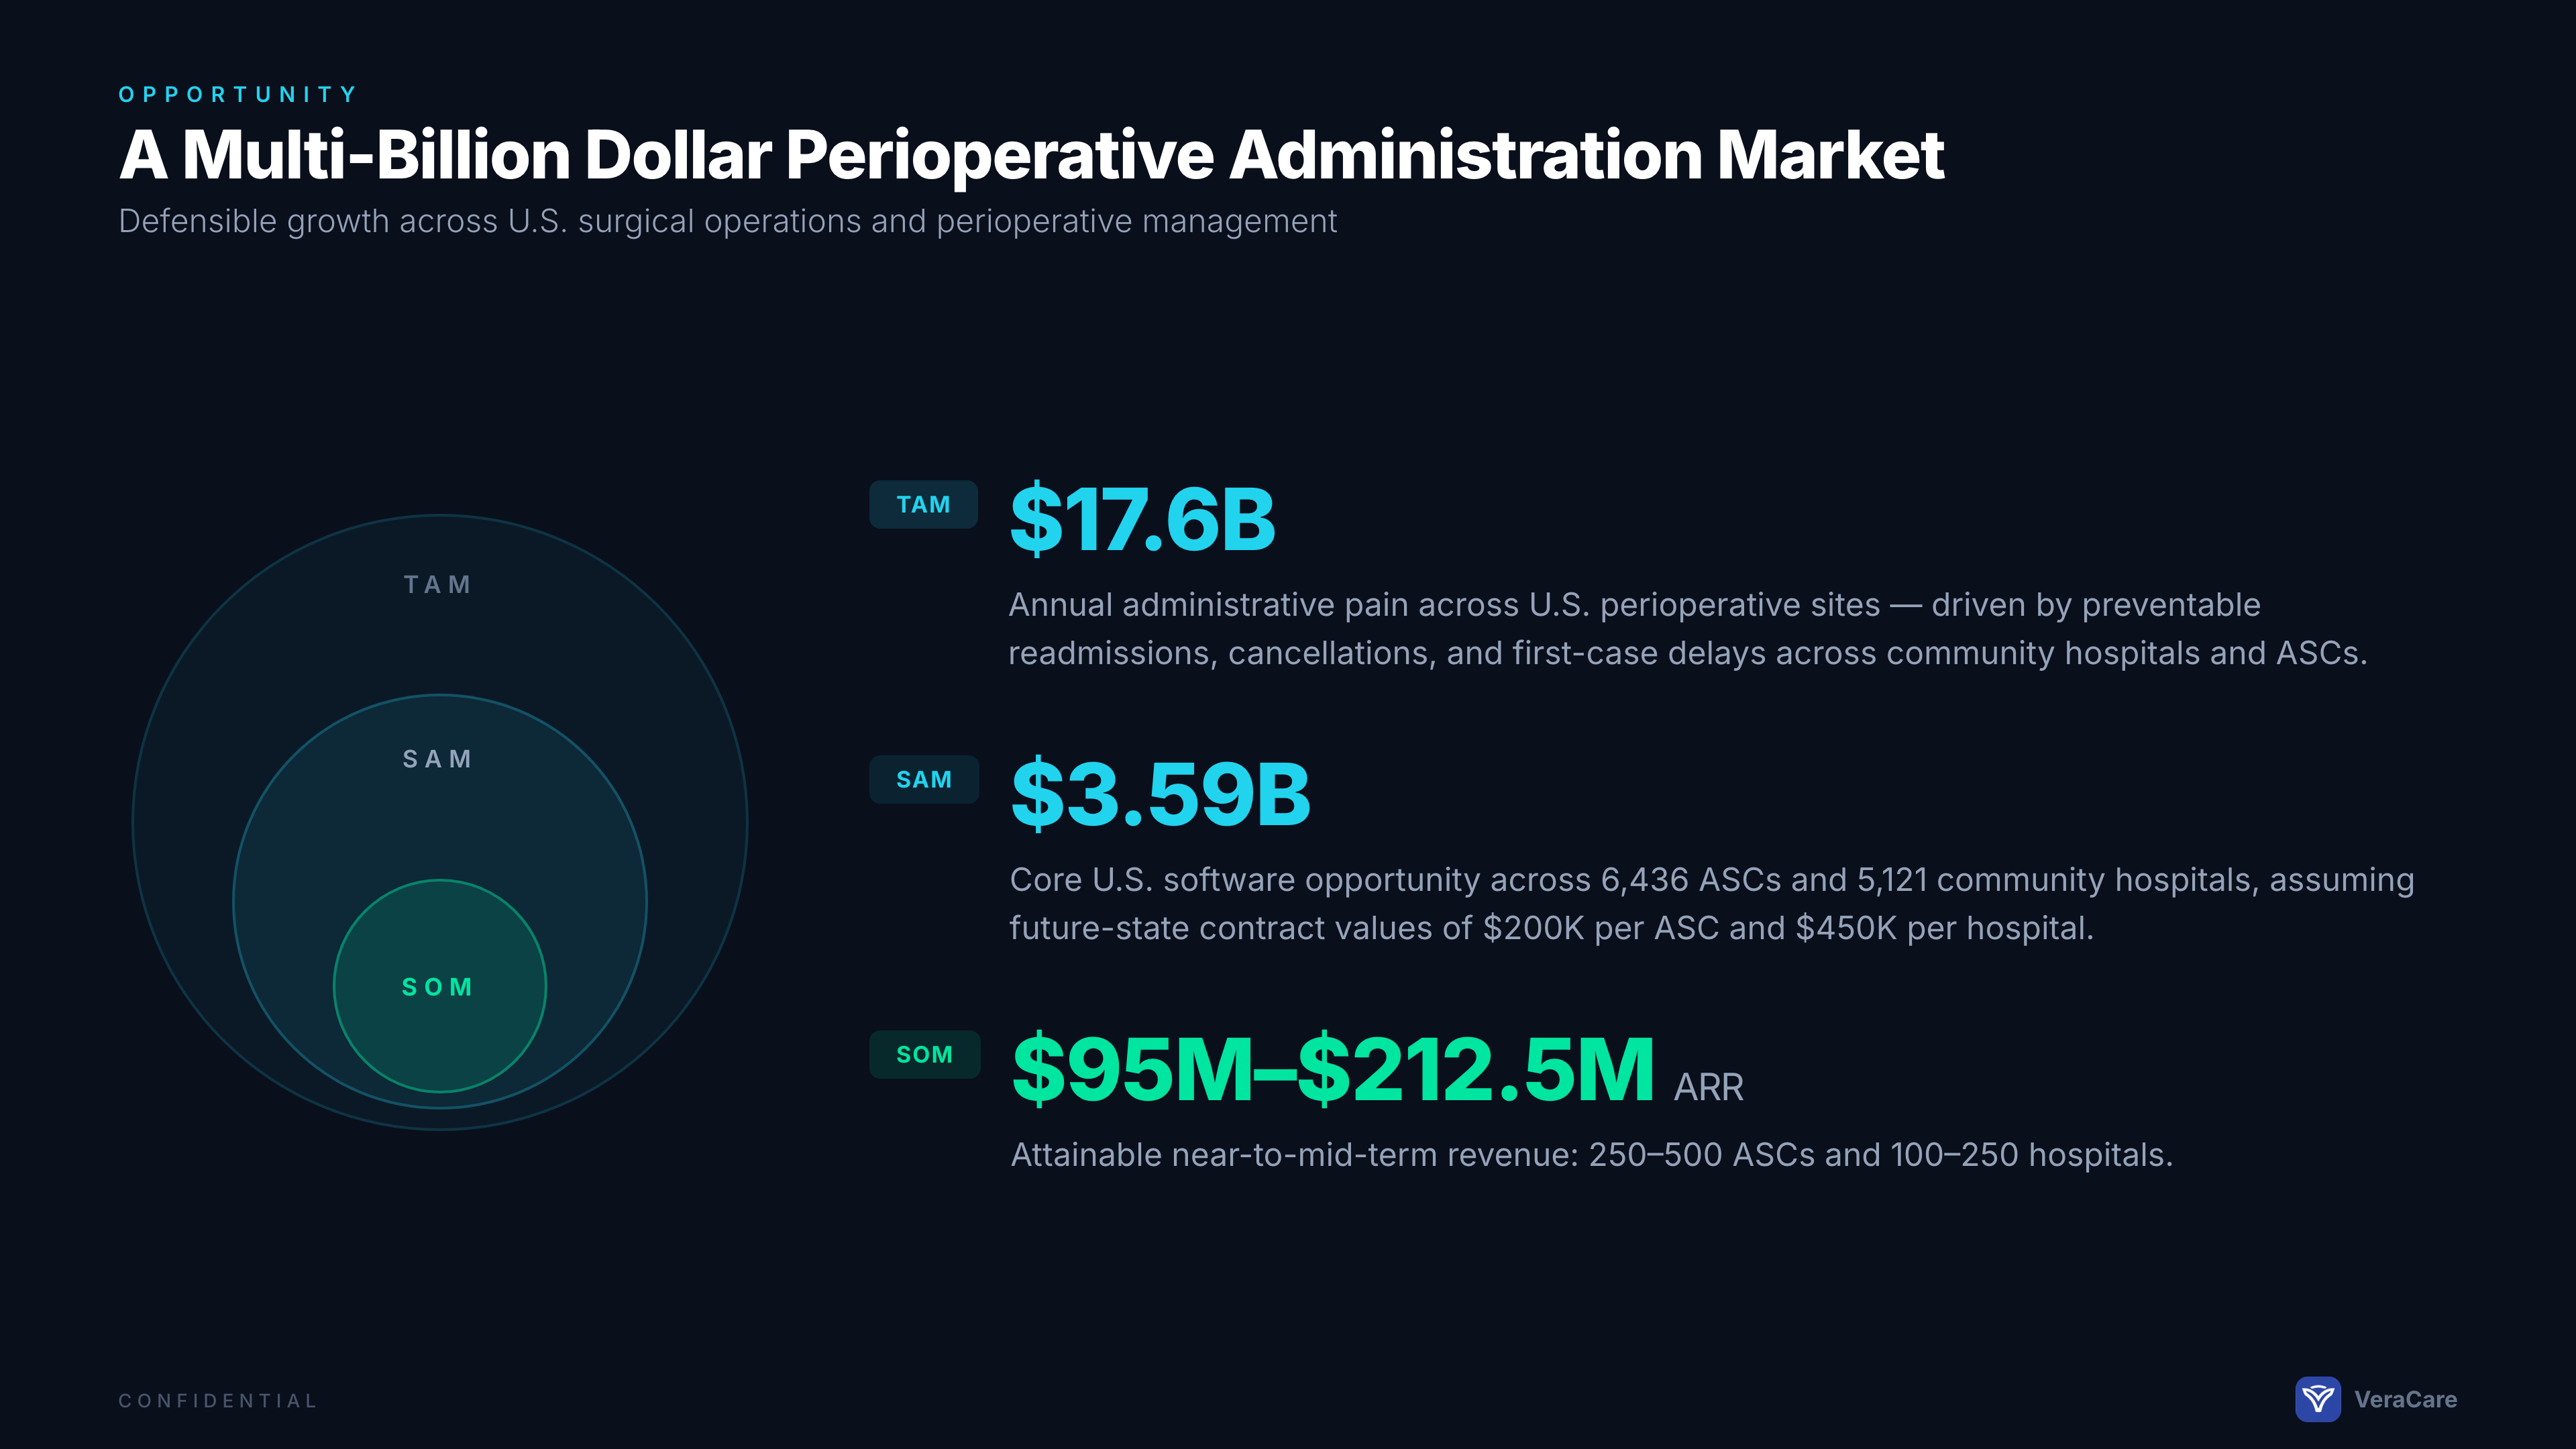 OPPORTUNITY
A Multi-Billion Dollar Perioperative Administration Market
Defensible growth across U.S. surgical operations and perioperative management
TAM
SAM
SOM
TAM
$17.6B
Annual administrative pain across U.S. perioperative sites — driven by preventable
readmissions, cancellations, and first-case delays across community hospitals and ASCs.
SAM
$3.59B
Core U.S. software opportunity across 6,436 ASCs and 5,121 community hospitals, assuming
future-state contract values of $200K per ASC and $450K per hospital.
SOM
$95M–$212.5M ARR
Attainable near-to-mid-term revenue: 250–500 ASCs and 100–250 hospitals.
CONFIDENTIAL
VeraCare